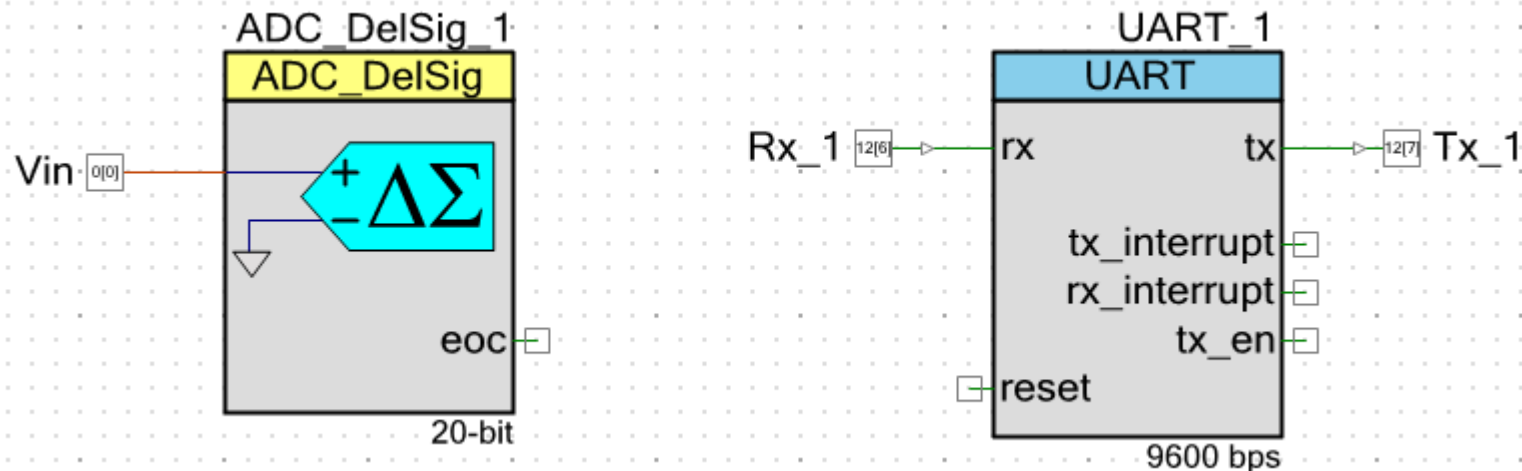 ADC_DelSig_1
ADC_DelSig
Vin 0[0]
+
− ΔΣ
eoc
20-bit
UART_1
UART
Rx_1 12[6] rx
tx 12[7] Tx_1
tx_interrupt
rx_interrupt
tx_en
reset
9600 bps